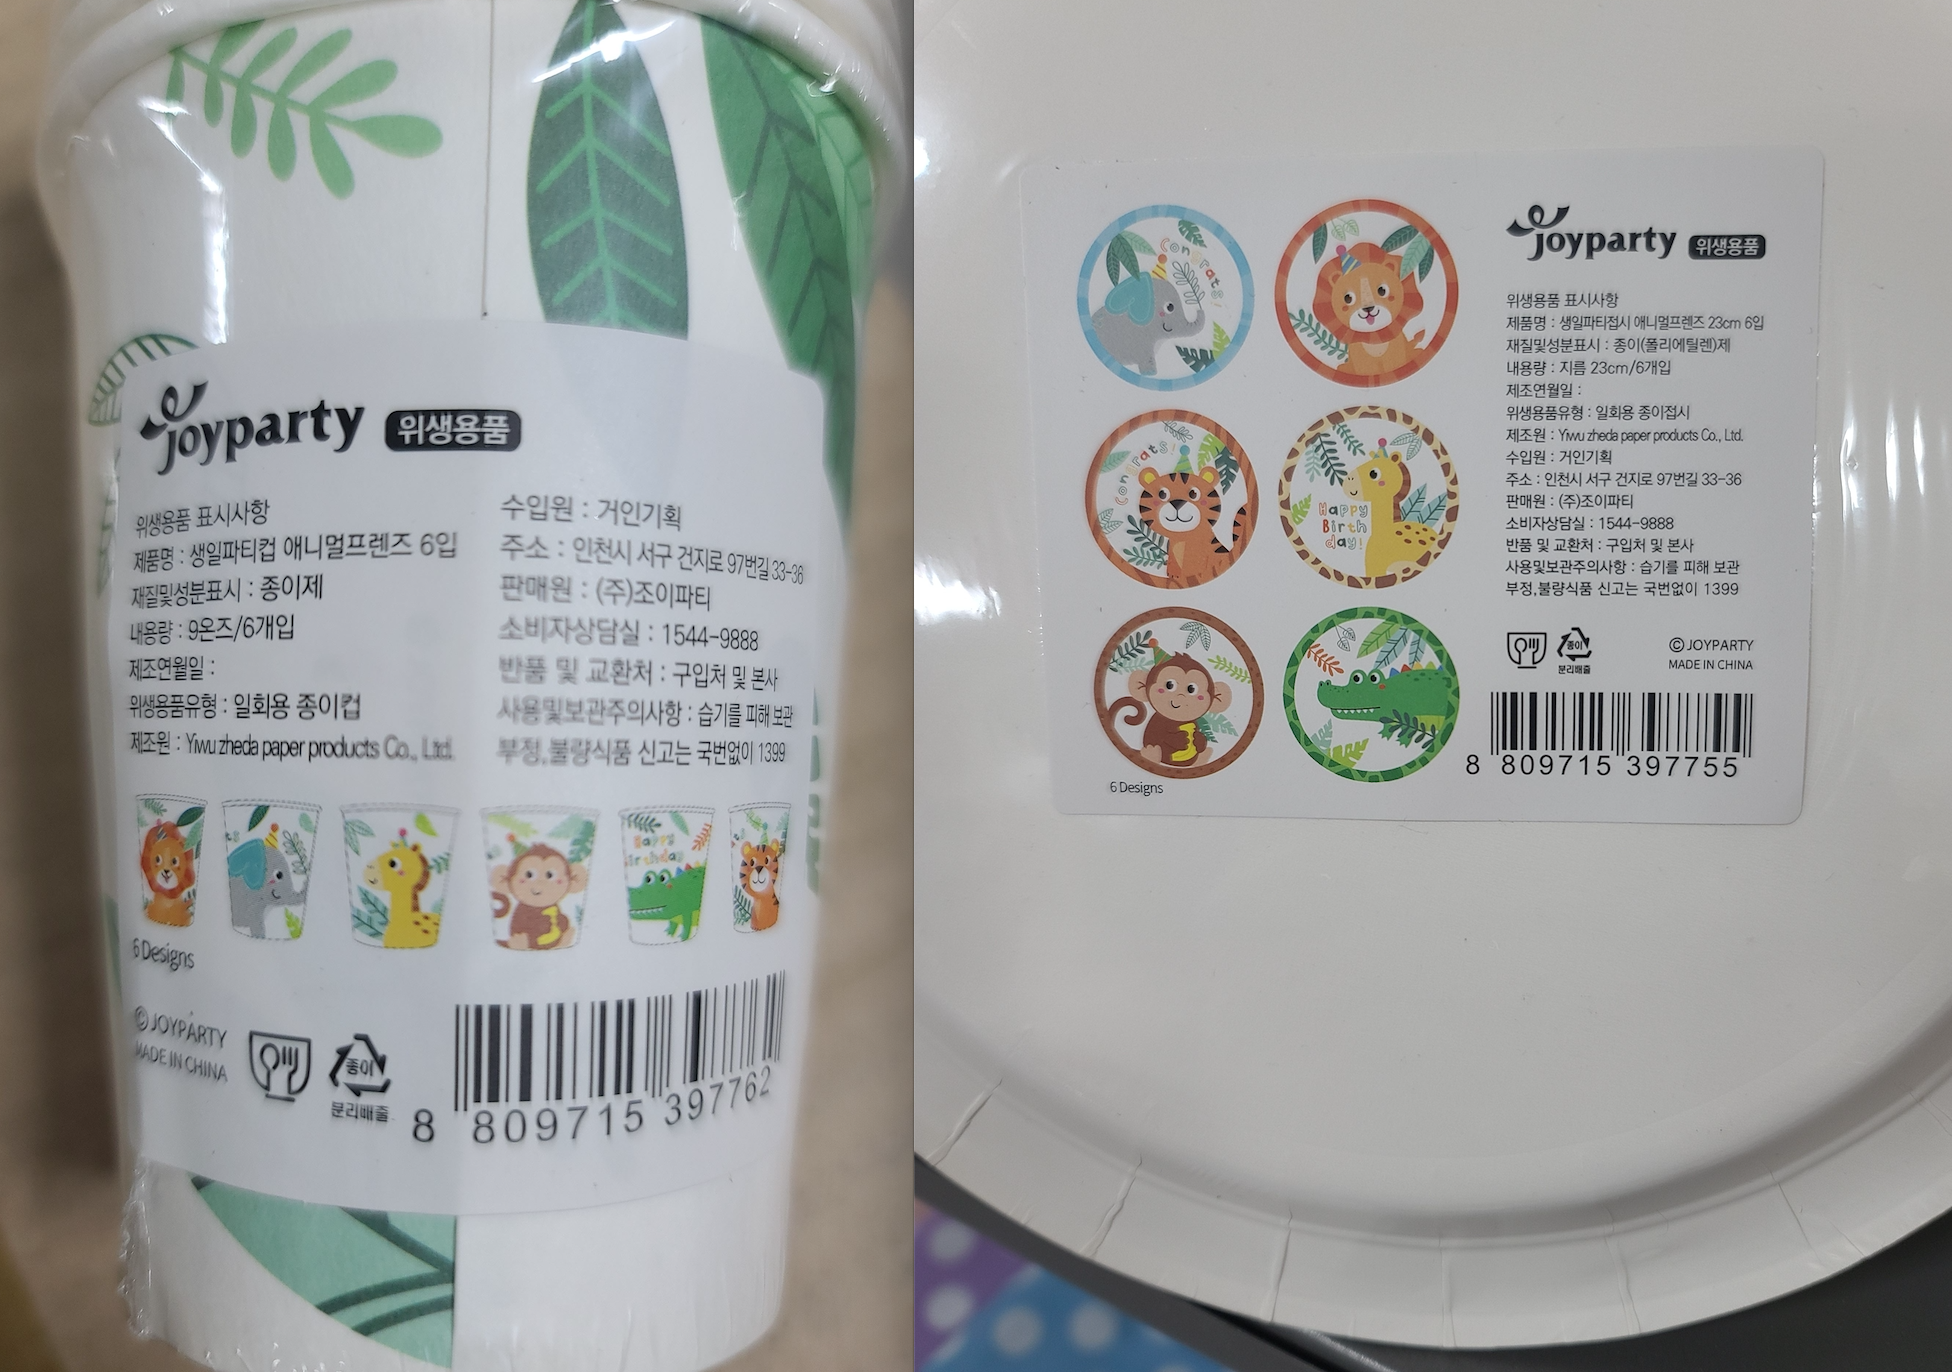 joyparty 위생용품
위생용품 표시사항
제품명 : 생일파티컵 애니멀프렌즈 6입
재질및성분표시 : 종이제
내용량 : 9온즈/6개입
제조연월일 :
위생용품유형 : 일회용 종이컵
제조원 : Yiwu zheda paper products Co., Ltd.
수입원 : 거인기획
주소 : 인천시 서구 건지로 97번길 33-36
판매원 : (주)조이파티
소비자상담실 : 1544-9888
반품 및 교환처 : 구입처 및 본사
사용및보관주의사항 : 습기를 피해 보관
부정,불량식품 신고는 국번없이 1399
Happy
Birthday
6 Designs
© JOYPARTY
MADE IN CHINA
종이
분리배출
8 809715 397762
Congrats!
Congrats!
Happy
Birth
day!
6 Designs
joyparty 위생용품
위생용품 표시사항
제품명 : 생일파티접시 애니멀프렌즈 23cm 6입
재질및성분표시 : 종이(폴리에틸렌)제
내용량 : 지름 23cm/6개입
제조연월일 :
위생용품유형 : 일회용 종이접시
제조원 : Yiwu zheda paper products Co., Ltd.
수입원 : 거인기획
주소 : 인천시 서구 건지로 97번길 33-36
판매원 : (주)조이파티
소비자상담실 : 1544-9888
반품 및 교환처 : 구입처 및 본사
사용및보관주의사항 : 습기를 피해 보관
부정,불량식품 신고는 국번없이 1399
종이
분리배출
© JOYPARTY
MADE IN CHINA
8 809715 397755